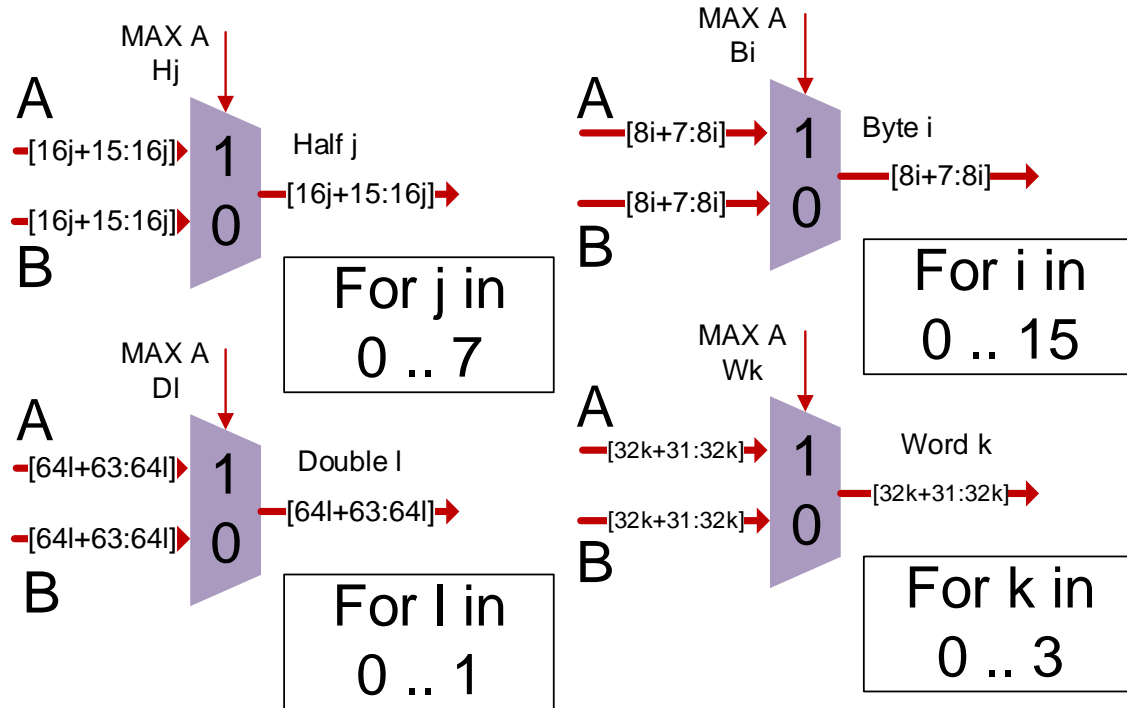 MAX A
Hj
A
[16j+15:16j]
1
Half j
[16j+15:16j]
[16j+15:16j]
0
B
For j in
0 .. 7
MAX A
Bi
A
[8i+7:8i]
1
Byte i
[8i+7:8i]
[8i+7:8i]
0
B
For i in
0 .. 15
MAX A
Dl
A
[64l+63:64l]
1
Double l
[64l+63:64l]
[64l+63:64l]
0
B
For l in
0 .. 1
MAX A
Wk
A
[32k+31:32k]
1
Word k
[32k+31:32k]
[32k+31:32k]
0
B
For k in
0 .. 3